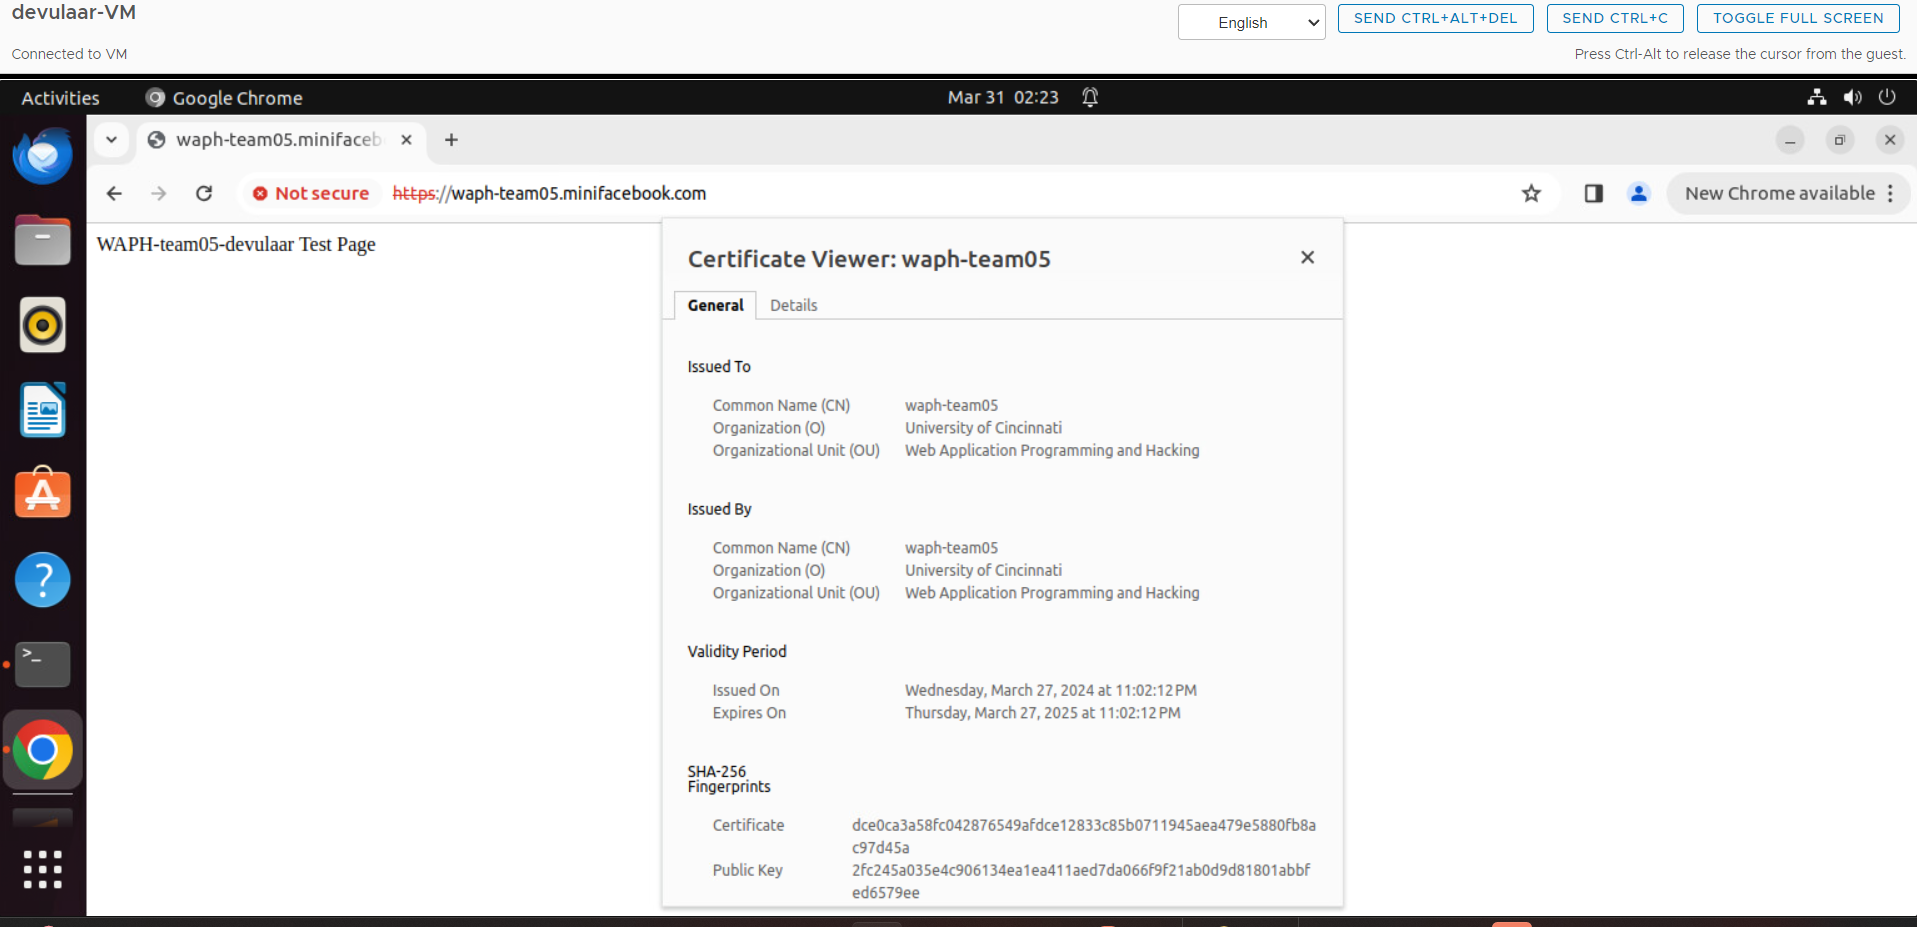 devulaar-VM
English
SEND CTRL+ALT+DEL
SEND CTRL+C
TOGGLE FULL SCREEN
Connected to VM
Press Ctrl-Alt to release the cursor from the guest.
Activities
Google Chrome
Mar 31 02:23
waph-team05.minifaceb
Not secure
https://waph-team05.minifacebook.com
New Chrome available
WAPH-team05-devulaar Test Page
Certificate Viewer: waph-team05
General
Details
Issued To
Common Name (CN) waph-team05
Organization (O) University of Cincinnati
Organizational Unit (OU) Web Application Programming and Hacking
Issued By
Common Name (CN) waph-team05
Organization (O) University of Cincinnati
Organizational Unit (OU) Web Application Programming and Hacking
Validity Period
Issued On Wednesday, March 27, 2024 at 11:02:12 PM
Expires On Thursday, March 27, 2025 at 11:02:12 PM
SHA-256
Fingerprints
Certificate dce0ca3a58fc042876549afdce12833c85b0711945aea479e5880fb8a
c97d45a
Public Key 2fc245a035e4c906134ea1ea411aed7da066f9f21ab0d9d81801abbf
ed6579ee